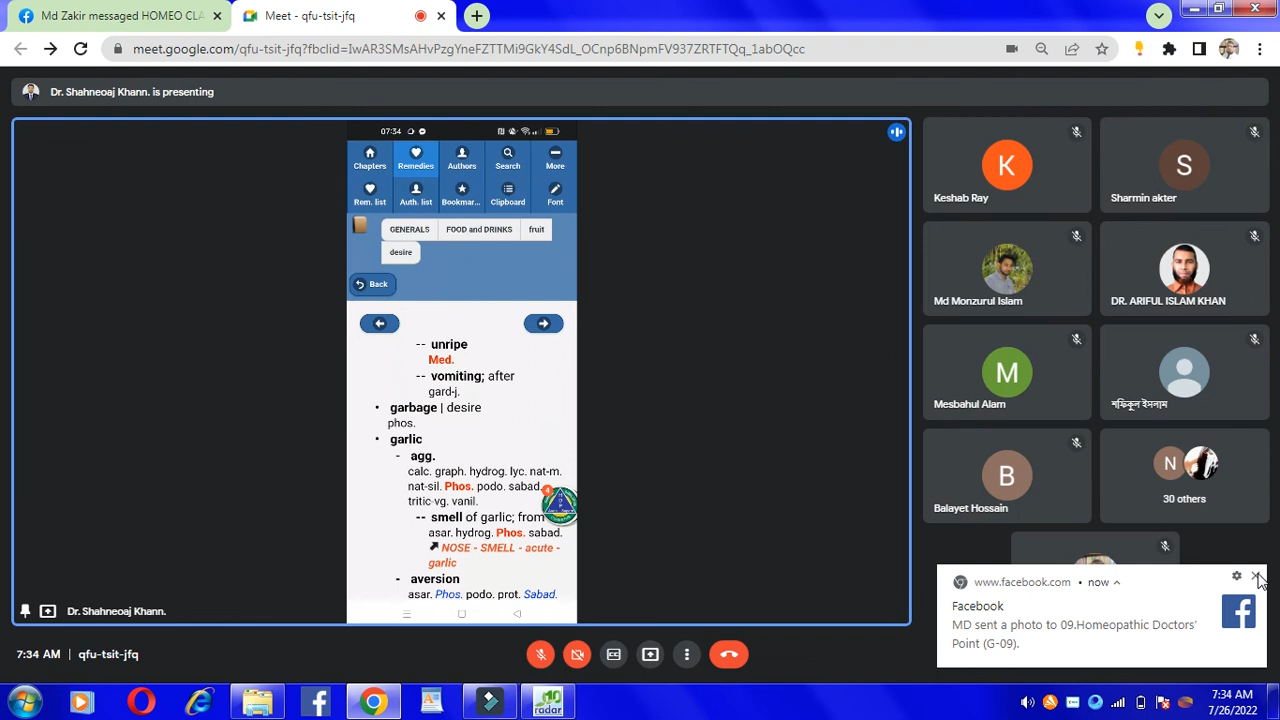 Md Zakir messaged HOMEO CLA
Meet - qfu-tsit-jfq
meet.google.com/qfu-tsit-jfq?fbclid=IwAR3SMsAHvPzgYneFZTTMi9GkY4SdL_OCnp6BNpmFV937ZRTFTQq_1abOQcc
Dr. Shahneoaj Khann. is presenting
07:34
Chapters
Remedies
Authors
Search
More
Rem. list
Auth. list
Bookmar...
Clipboard
Font
GENERALS
FOOD and DRINKS
fruit
desire
Back
-- unripe
Med.
-- vomiting; after
gard-j.
• garbage | desire
phos.
• garlic
- agg.
calc. graph. hydrog. lyc. nat-m.
nat-sil. Phos. podo. sabad.
tritic-vg. vanil.
-- smell of garlic; from
asar. hydrog. Phos. sabad.
NOSE - SMELL - acute -
garlic
- aversion
asar. Phos. podo. prot. Sabad.
Dr. Shahneoaj Khann.
K
Keshab Ray
S
Sharmin akter
Md Monzurul Islam
DR. ARIFUL ISLAM KHAN
M
Mesbahul Alam
শফিকুল ইসলাম
B
Balayet Hossain
N
30 others
www.facebook.com • now
Facebook
MD sent a photo to 09.Homeopathic Doctors'
Point (G-09).
7:34 AM | qfu-tsit-jfq
10
radar
7:34 AM
7/26/2022